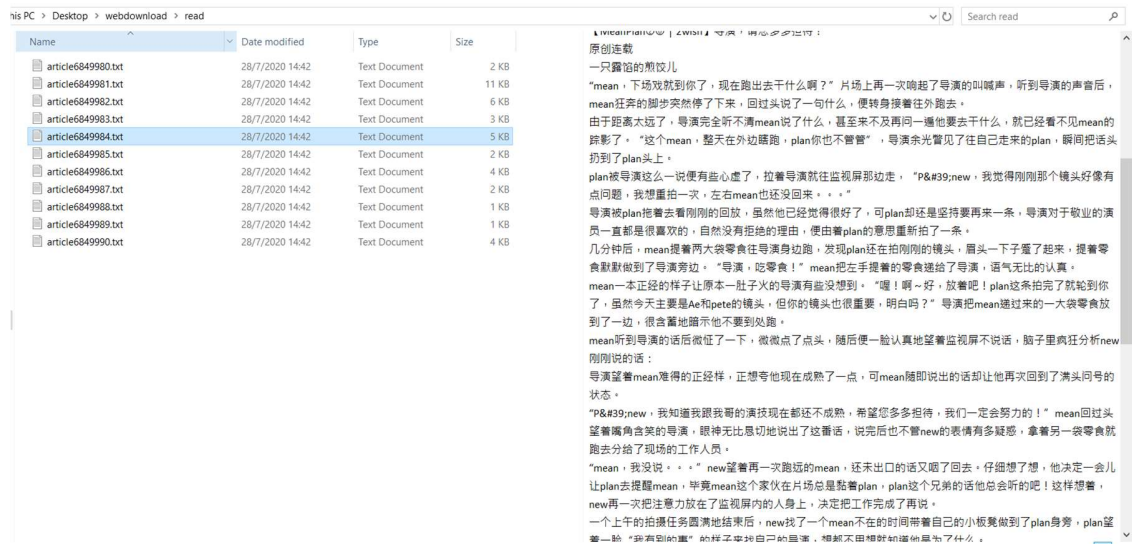 his PC > Desktop > webdownload > read
Search read
Name Date modified Type Size
article6849980.txt 28/7/2020 14:42 Text Document 2 KB
article6849981.txt 28/7/2020 14:42 Text Document 11 KB
article6849982.txt 28/7/2020 14:42 Text Document 6 KB
article6849983.txt 28/7/2020 14:42 Text Document 3 KB
article6849984.txt 28/7/2020 14:42 Text Document 5 KB
article6849985.txt 28/7/2020 14:42 Text Document 2 KB
article6849986.txt 28/7/2020 14:42 Text Document 4 KB
article6849987.txt 28/7/2020 14:42 Text Document 2 KB
article6849988.txt 28/7/2020 14:42 Text Document 1 KB
article6849989.txt 28/7/2020 14:42 Text Document 1 KB
article6849990.txt 28/7/2020 14:42 Text Document 4 KB
导演,请您多多担待!
原创连载
一只露馅的煎饺儿
“mean,下场戏就到你了,现在跑出去干什么啊?”片场上再一次响起了导演的叫喊声,听到导演的声音后,
mean狂奔的脚步突然停了下来,回过头说了一句什么,便转身接着往外跑去。
由于距离太远了,导演完全听不清mean说了什么,甚至来不及再问一遍他要去干什么,就已经看不见mean的
踪影了。“这个mean,整天在外边瞎跑,plan你也不管管”,导演余光瞥见了往自己走来的plan,瞬间把话头
扔到了plan头上。
plan被导演这么一说便有些心虚了,拉着导演就往监视屏那边走,“P&#39;new,我觉得刚刚那个镜头好像有
点问题,我想重拍一次,左右mean也还没回来。。。”
导演被plan拖着去看刚刚的回放,虽然他已经觉得很好了,可plan却还是坚持要再来一条,导演对于敬业的演
员一直都是很喜欢的,自然没有拒绝的理由,便由着plan的意思重新拍了一条。
几分钟后,mean提着两大袋零食往导演身边跑,发现plan还在拍刚刚的镜头,眉头一下子蹙了起来,提着零
食默默做到了导演旁边。“导演,吃零食!”mean把左手提着的零食递给了导演,语气无比的认真。
mean一本正经的样子让原本一肚子火的导演有些没想到。“喔!啊~好,放着吧!plan这条拍完了就轮到你
了,虽然今天主要是Ae和pete的镜头,但你的镜头也很重要,明白吗?”导演把mean递过来的一大袋零食放
到了一边,很含蓄地暗示他不要到处跑。
mean听到导演的话后微怔了一下,微微点了点头,随后便一脸认真地望着监视屏不说话,脑子里疯狂分析new
刚刚说的话:
导演望着mean难得的正经样,正想夸他现在成熟了一点,可mean随即说出的话却让他再次回到了满头问号的
状态。
“P&#39;new,我知道我跟我哥的演技现在都还不成熟,希望您多多担待,我们一定会努力的!”mean回过头
望着嘴角含笑的导演,眼神无比恳切地说出了这番话,说完后也不管new的表情有多疑惑,拿着另一袋零食就
跑去分给了现场的工作人员。
“mean,我没说。。。”new望着再一次跑远的mean,还未出口的话又咽了回去。仔细想了想,他决定一会儿
让plan去提醒mean,毕竟mean这个家伙在片场总是黏着plan,plan这个兄弟的话他总会听的吧!这样想着,
new再一次把注意力放在了监视屏内的人身上,决定把工作完成了再说。
一个上午的拍摄任务圆满地结束后,new找了一个mean不在的时间带着自己的小板凳做到了plan身旁,plan望
着一脸“我有别的事”的样子来找自己的导演,想都不用想就知道他是为了什么。